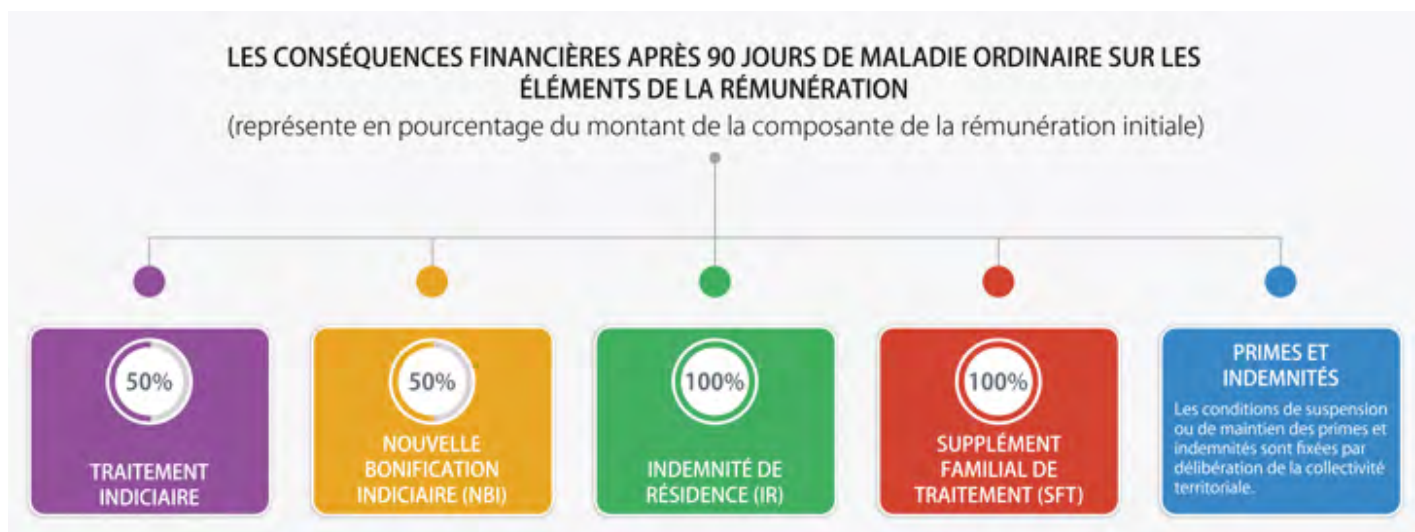 LES CONSÉQUENCES FINANCIÈRES APRÈS 90 JOURS DE MALADIE ORDINAIRE SUR LES
ÉLÉMENTS DE LA RÉMUNÉRATION
(représente en pourcentage du montant de la composante de la rémunération initiale)
50%
TRAITEMENT
INDICIAIRE
50%
NOUVELLE
BONIFICATION
INDICIAIRE (NBI)
100%
INDEMNITÉ DE
RÉSIDENCE (IR)
100%
SUPPLÉMENT
FAMILIAL DE
TRAITEMENT (SFT)
PRIMES ET
INDEMNITÉS
Les conditions de suspension
ou de maintien des primes et
indemnités sont fixées par
délibération de la collectivité
territoriale.